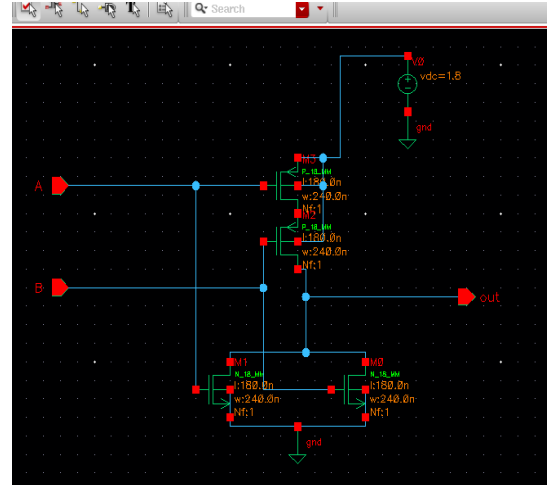 Search
V0
vdc=1.8
gnd
M3
P_18_MM
l:180.0n
w:240.0n
Nf:1
A
M2
P_18_MM
l:180.0n
w:240.0n
Nf:1
B
out
M1
N_18_MM
l:180.0n
w:240.0n
Nf:1
M0
N_18_MM
l:180.0n
w:240.0n
Nf:1
gnd